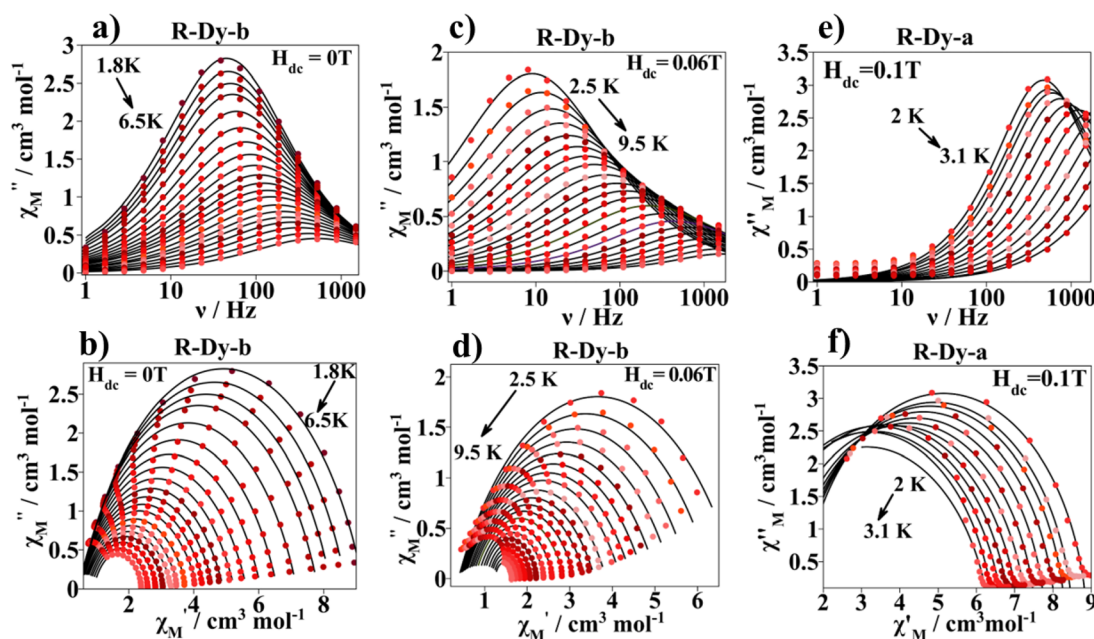 a)
R-Dy-b
H_dc = 0T
1.8K
6.5K
3
2.5
2
1.5
1
0.5
0
1 10 100 1000
χ_M'' / cm³ mol⁻¹
ν / Hz
c)
R-Dy-b
H_dc = 0.06T
2.5 K
9.5 K
2
1.5
1
0.5
0
1 10 100 1000
χ_M'' / cm³ mol⁻¹
ν / Hz
e)
R-Dy-a
H_dc=0.1T
2 K
3.1 K
3.5
3
2.5
2
1.5
1
0.5
0
1 10 100 1000
χ''_M / cm³mol⁻¹
ν / Hz
b)
R-Dy-b
H_dc = 0T
1.8K
6.5K
2.5
2
1.5
1
0.5
0
2 4 6 8
χ_M'' / cm³ mol⁻¹
χ_M' / cm³ mol⁻¹
d)
R-Dy-b
H_dc = 0.06T
2.5 K
9.5 K
2
1.5
1
0.5
0
1 2 3 4 5 6
χ_M'' / cm³ mol⁻¹
χ_M' / cm³ mol⁻¹
f)
R-Dy-a
H_dc=0.1T
2 K
3.1 K
3.5
3
2.5
2
1.5
1
0.5
2 3 4 5 6 7 8 9
χ''_M / cm³ mol⁻¹
χ'_M / cm³mol⁻¹